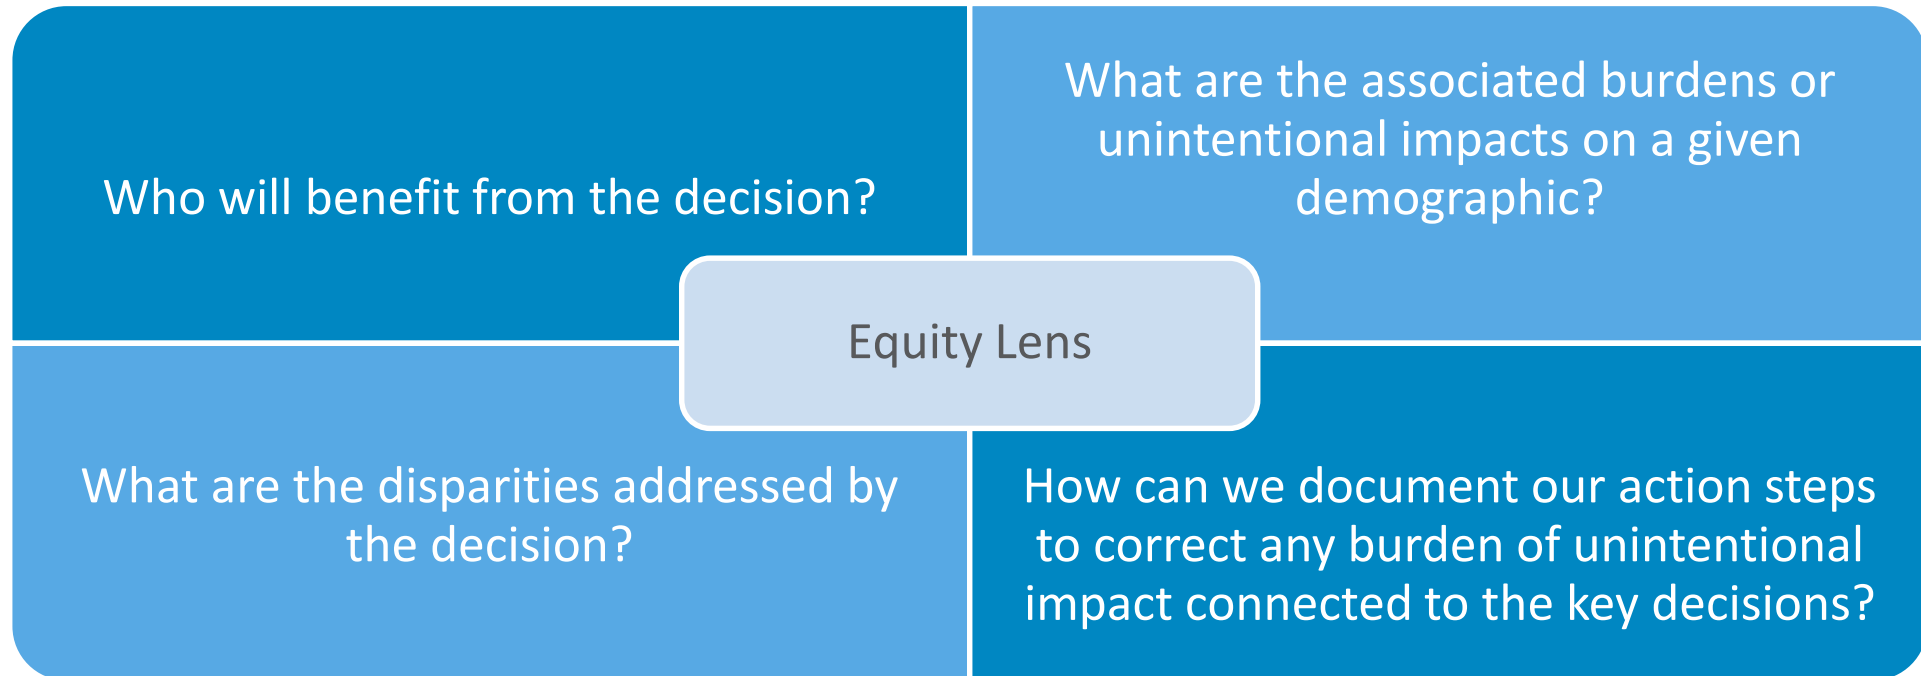 Who will benefit from the decision?
What are the associated burdens or
unintentional impacts on a given
demographic?
Equity Lens
What are the disparities addressed by
the decision?
How can we document our action steps
to correct any burden of unintentional
impact connected to the key decisions?